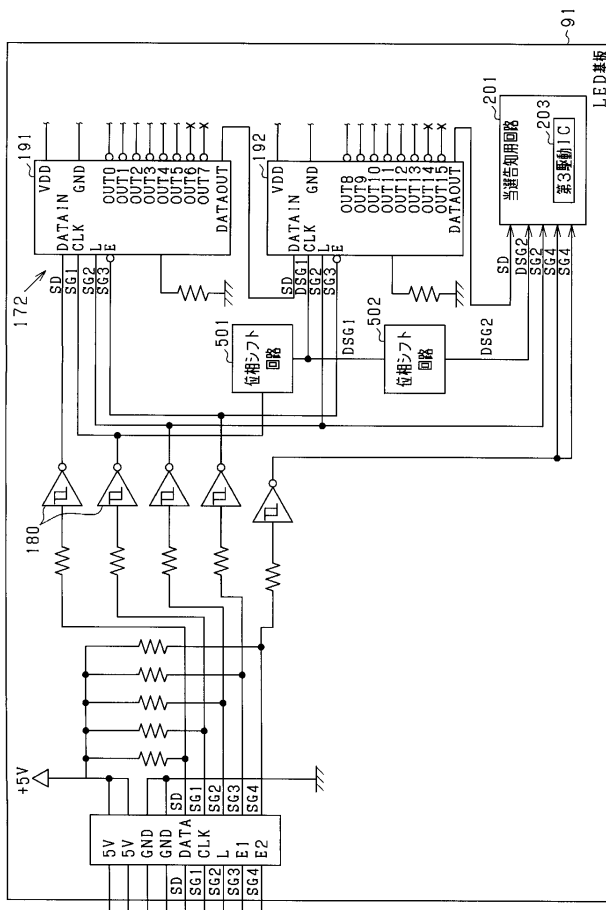 +5V
5V
5V
GND
GND
DATA
CLK
L
E1
E2
SD
SG1
SG2
SG3
SG4
SD
SG1
SG2
SG3
SG4
180
172
191
SD
SG1
SG2
SG3
VDD
DATAIN
CLK
GND
L
E
OUT0
OUT1
OUT2
OUT3
OUT4
OUT5
OUT6
OUT7
DATAOUT
192
SD
DSG1
SG2
SG3
VDD
DATAIN
CLK
GND
L
E
OUT8
OUT9
OUT10
OUT11
OUT12
OUT13
OUT14
OUT15
DATAOUT
501
位相シフト
回路
DSG1
502
位相シフト
回路
DSG2
201
当選告知用回路
203
第3駆動IC
SD
DSG2
SG2
SG4
SG4
LED基板
91